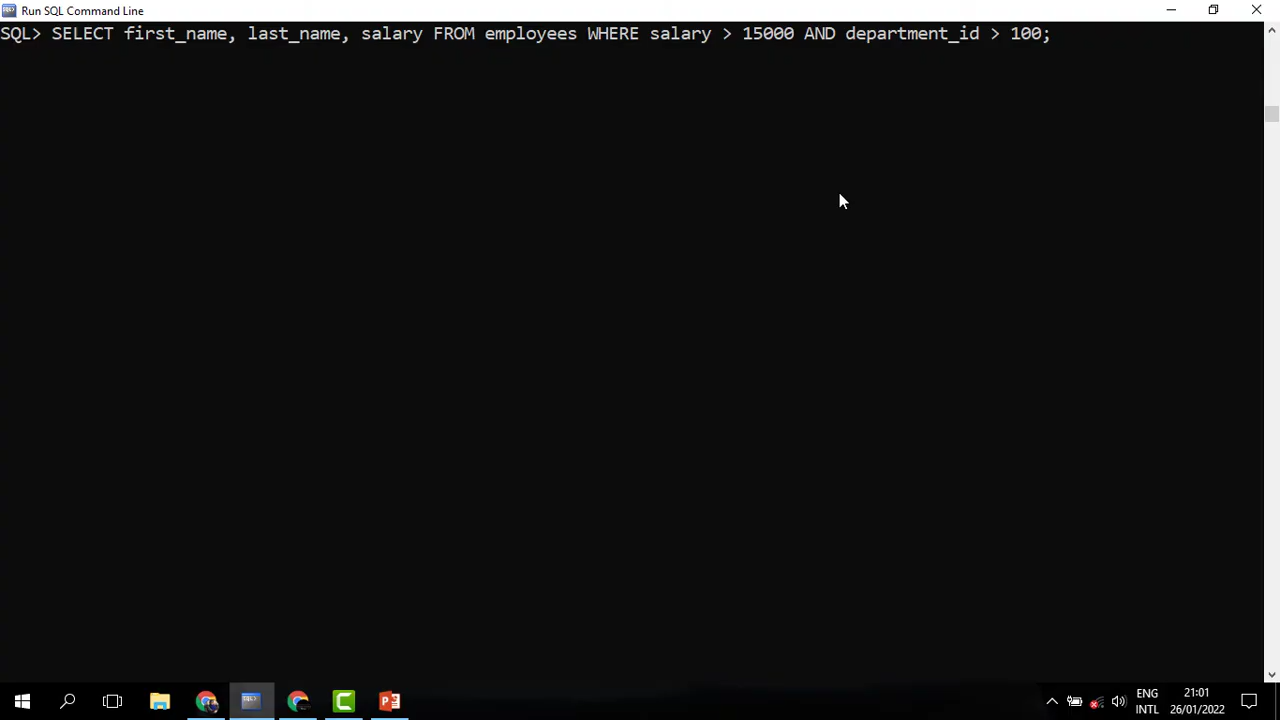 Run SQL Command Line
SQL> SELECT first_name, last_name, salary FROM employees WHERE salary > 15000 AND department_id > 100;
ENG
INTL
21:01
26/01/2022